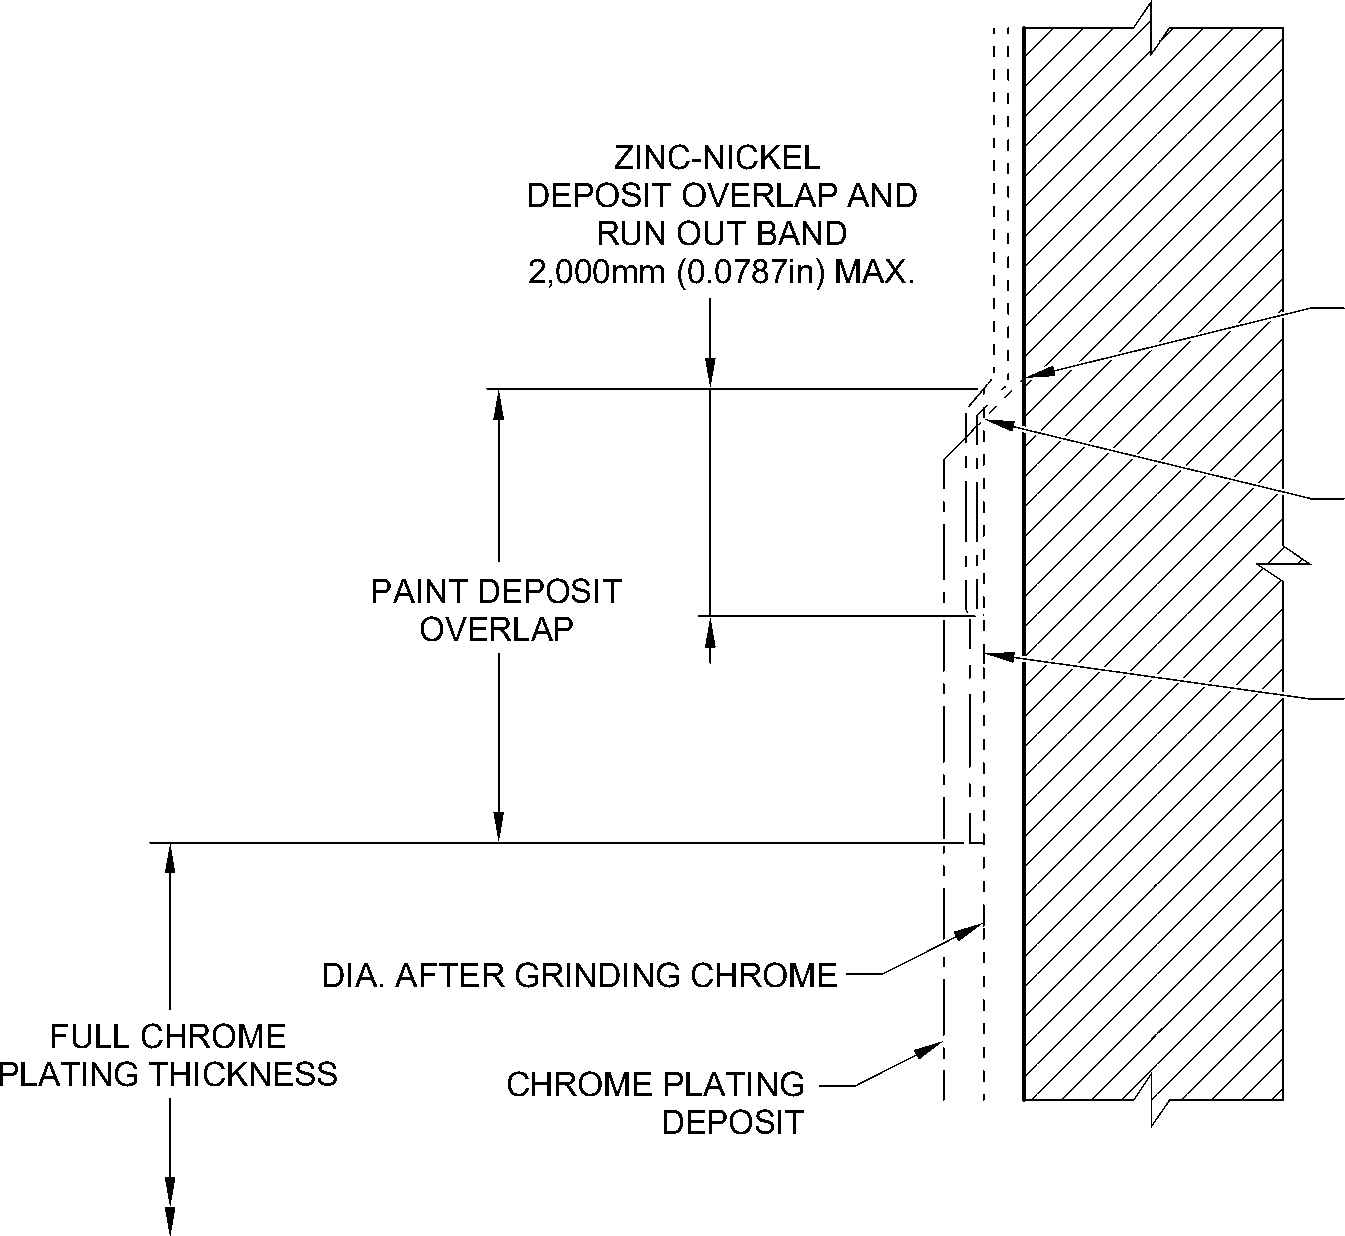 ZINC-NICKEL
DEPOSIT OVERLAP AND
RUN OUT BAND
2,000mm (0.0787in) MAX.
PAINT DEPOSIT
OVERLAP
DIA. AFTER GRINDING CHROME
FULL CHROME
PLATING THICKNESS
CHROME PLATING
DEPOSIT